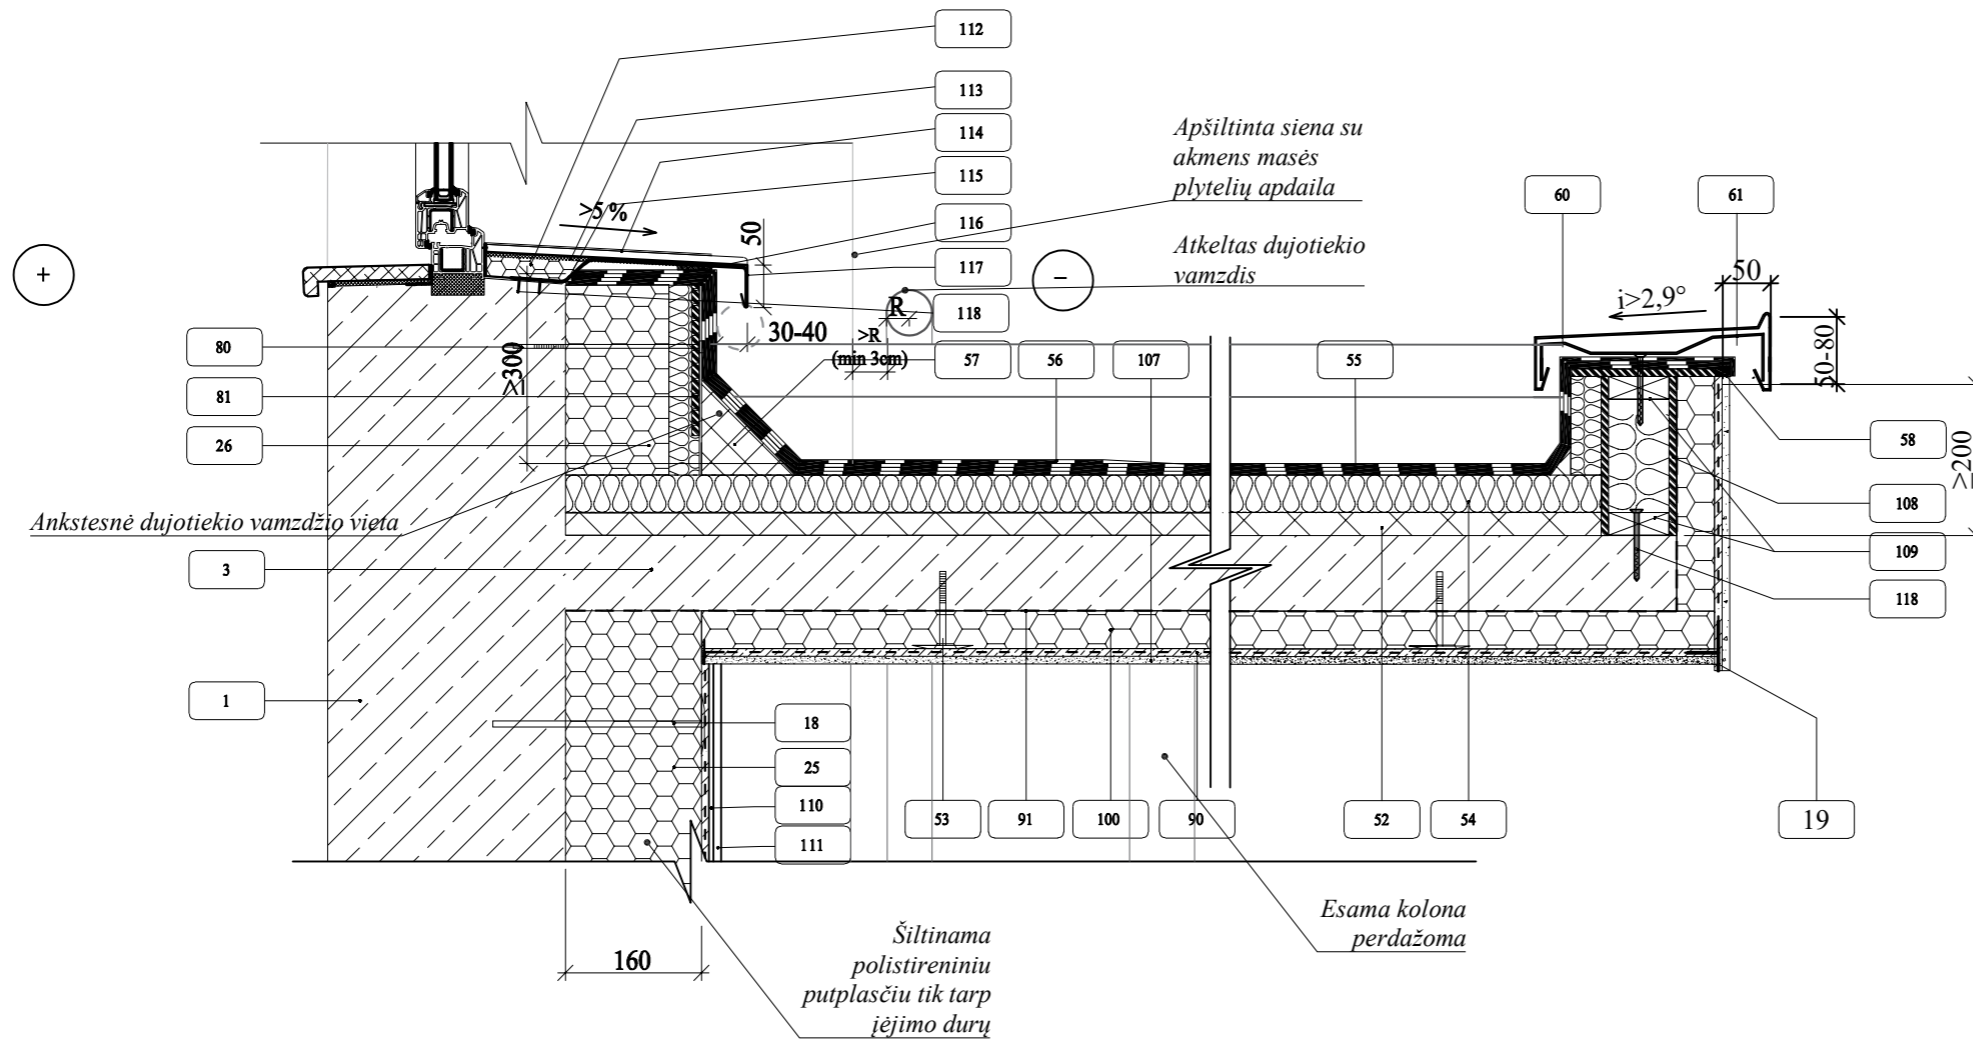 112
113
114
115
116
117
118
Apšiltinta siena su
akmens masės
plytelių apdaila
Atkeltas dujotiekio
vamzdis
60
61
+
−
>5%
50
R
30-40
>R
(min 3cm)
≥300
i>2,9°
50
50-80
≥200
80
81
26
57
56
107
55
58
108
109
118
Ankstesnė dujotiekio vamzdžio vieta
3
1
18
25
110
111
53
91
100
90
52
54
19
160
Šiltinama
polistireniniu
putplasčiu tik tarp
įėjimo durų
Esama kolona
perdažoma